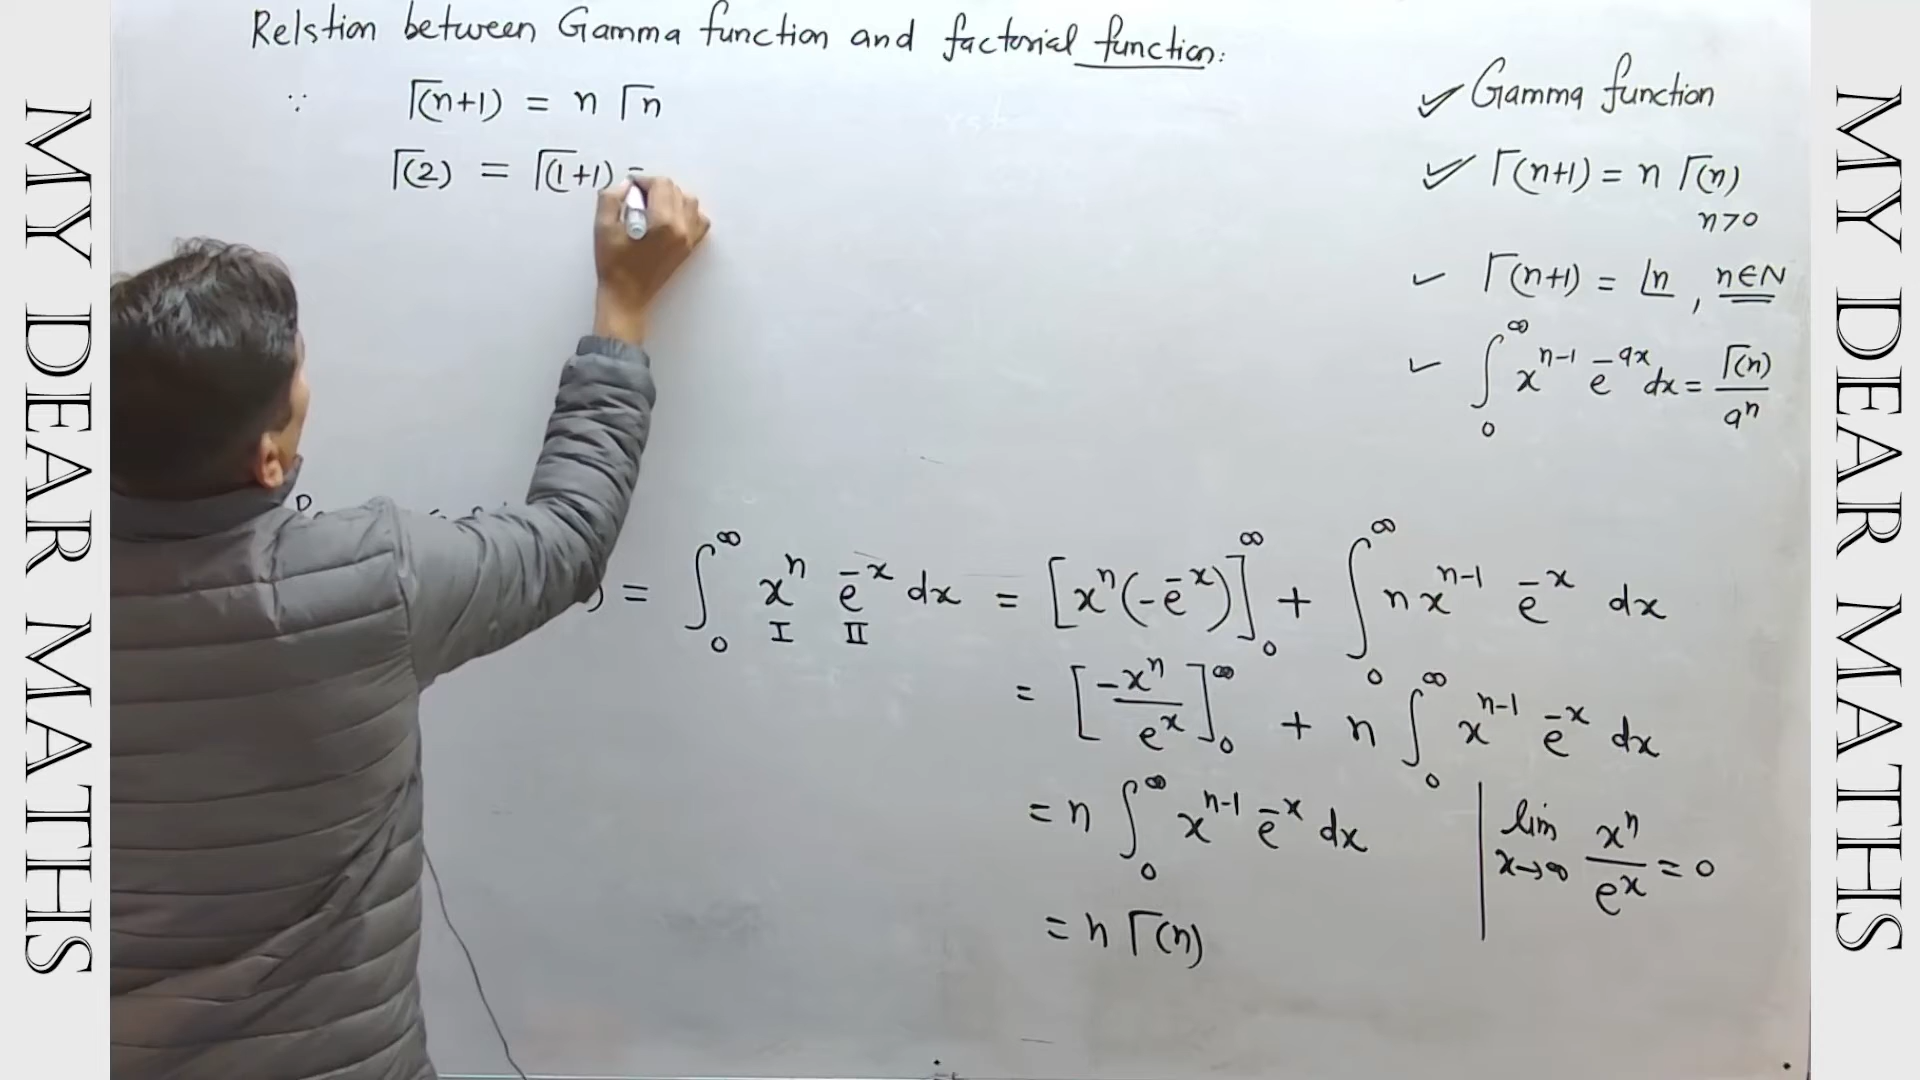 MY DEAR MATHS
Relstion between Gamma function and factorial function:
∵ Γ(n+1) = n Γn
Γ(2) = Γ(1+1) =
✓ Gamma function
✓ Γ(n+1) = n Γ(n)
n>0
✓ Γ(n+1) = ⌊n , n∈N
✓ ∫₀^∞ x^(n-1) e^(-ax) dx = Γ(n)/a^n
) = ∫₀^∞ x^n e^(-x) dx = [x^n(-e^(-x))]₀^∞ + ∫₀^∞ n x^(n-1) e^(-x) dx
I II
= [-x^n/e^x]₀^∞ + n ∫₀^∞ x^(n-1) e^(-x) dx
= n ∫₀^∞ x^(n-1) e^(-x) dx
lim x→∞ x^n/e^x = 0
= n Γ(n)
MY DEAR MATHS